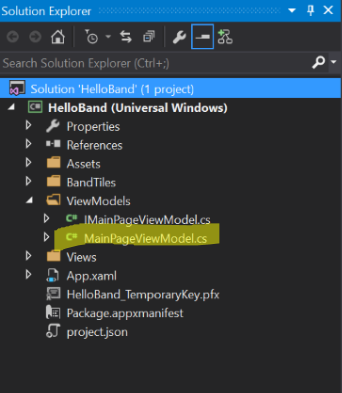 Solution Explorer
Search Solution Explorer (Ctrl+;)
Solution 'HelloBand' (1 project)
HelloBand (Universal Windows)
Properties
References
Assets
BandTiles
ViewModels
IMainPageViewModel.cs
MainPageViewModel.cs
Views
App.xaml
HelloBand_TemporaryKey.pfx
Package.appxmanifest
project.json